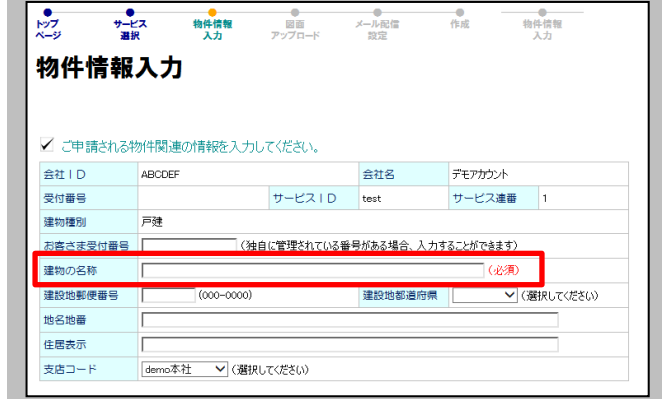 トップ
ページ
サービス
選択
物件情報
入力
図面
アップロード
メール配信
設定
作成
物件情報
入力
物件情報入力
ご申請される物件関連の情報を入力してください。
会社ＩＤ ABCDEF 会社名 デモアカウント
受付番号 サービスＩＤ test サービス連番 1
建物種別 戸建
お客さま受付番号 (独自に管理されている番号がある場合、入力することができます)
建物の名称 (必須)
建設地郵便番号 (000-0000) 建設地都道府県 (選択してください)
地名地番
住居表示
支店コード demo本社 (選択してください)